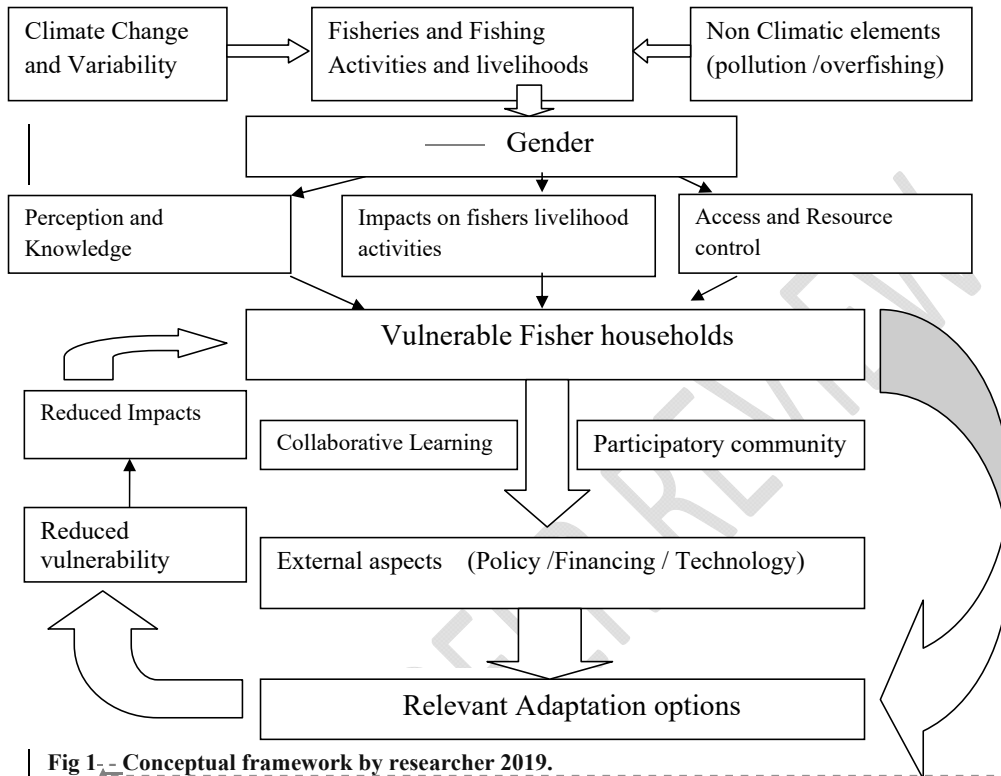 Climate Change
and Variability
Fisheries and Fishing
Activities and livelihoods
Non Climatic elements
(pollution /overfishing)
Gender
Perception and
Knowledge
Impacts on fishers livelihood
activities
Access and Resource
control
Vulnerable Fisher households
Reduced Impacts
Collaborative Learning
Participatory community
Reduced
vulnerability
External aspects (Policy /Financing / Technology)
Relevant Adaptation options
Fig 1- - Conceptual framework by researcher 2019.
REVIEW